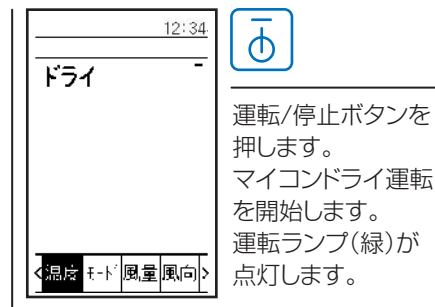 12:34
ドライ
温度 モード 風量 風向
運転/停止ボタンを
押します。
マイコンドライ運転
を開始します。
運転ランプ(緑)が
点灯します。